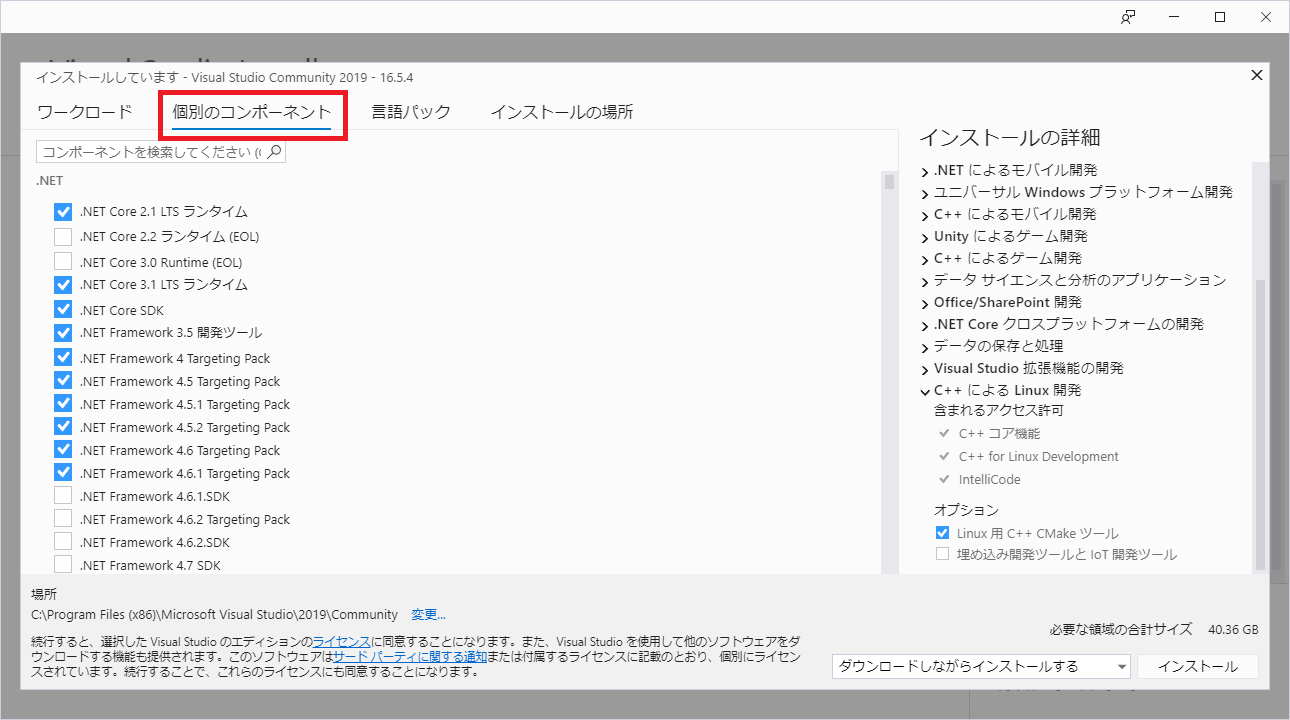 インストールしています - Visual Studio Community 2019 - 16.5.4
ワークロード 個別のコンポーネント 言語パック インストールの場所
コンポーネントを検索してください (C
.NET
.NET Core 2.1 LTS ランタイム
.NET Core 2.2 ランタイム (EOL)
.NET Core 3.0 Runtime (EOL)
.NET Core 3.1 LTS ランタイム
.NET Core SDK
.NET Framework 3.5 開発ツール
.NET Framework 4 Targeting Pack
.NET Framework 4.5 Targeting Pack
.NET Framework 4.5.1 Targeting Pack
.NET Framework 4.5.2 Targeting Pack
.NET Framework 4.6 Targeting Pack
.NET Framework 4.6.1 Targeting Pack
.NET Framework 4.6.1.SDK
.NET Framework 4.6.2 Targeting Pack
.NET Framework 4.6.2.SDK
.NET Framework 4.7 SDK
インストールの詳細
.NET によるモバイル開発
ユニバーサル Windows プラットフォーム開発
C++ によるモバイル開発
Unity によるゲーム開発
C++ によるゲーム開発
データ サイエンスと分析のアプリケーション
Office/SharePoint 開発
.NET Core クロスプラットフォームの開発
データの保存と処理
Visual Studio 拡張機能の開発
C++ による Linux 開発
含まれるアクセス許可
C++ コア機能
C++ for Linux Development
IntelliCode
オプション
Linux 用 C++ CMake ツール
埋め込み開発ツールと IoT 開発ツール
場所
C:\Program Files (x86)\Microsoft Visual Studio\2019\Community 変更...
続行すると、選択した Visual Studio のエディションのライセンスに同意することになります。また、Visual Studio を使用して他のソフトウェアをダ
ウンロードする機能も提供されます。このソフトウェアはサード パーティに関する通知または付属するライセンスに記載のとおり、個別にライセン
スされています。続行することで、これらのライセンスにも同意することになります。
必要な領域の合計サイズ 40.36 GB
ダウンロードしながらインストールする インストール